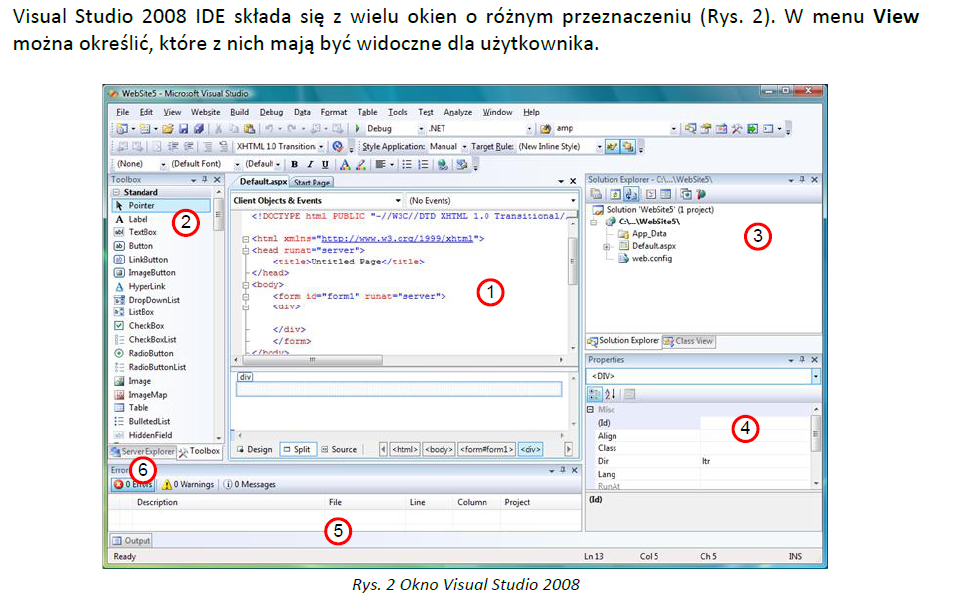 Visual Studio 2008 IDE składa się z wielu okien o różnym przeznaczeniu (Rys. 2). W menu View
można określić, które z nich mają być widoczne dla użytkownika.
WebSite5 - Microsoft Visual Studio
File Edit View Website Build Debug Data Format Table Tools Test Analyze Window Help
Debug .NET amp
XHTML 1.0 Transition Style Application: Manual Target Rule: (New Inline Style)
(None) (Default Font) (Default B I U A
Toolbox
Standard
Pointer
A Label
TextBox
Button
LinkButton
ImageButton
A HyperLink
DropDownList
ListBox
CheckBox
CheckBoxList
RadioButton
RadioButtonList
Image
ImageMap
Table
BulletedList
HiddenField
2
Server Explorer Toolbox
Default.aspx Start Page
Client Objects & Events (No Events)
<!DOCTYPE html PUBLIC "-//W3C//DTD XHTML 1.0 Transitional/
<html xmlns="http://www.w3.org/1999/xhtml">
<head runat="server">
<title>Untitled Page</title>
</head>
<body>
<form id="form1" runat="server">
<div>
</div>
</form>
</body>
1
div
Design Split Source <html> <body> <form#form1> <div>
Solution Explorer - C:\...\WebSite5\
Solution 'WebSite5' (1 project)
C:\...\WebSite5\
App_Data
Default.aspx
web.config
3
Solution Explorer Class View
Properties
<DIV>
Misc
(Id)
Align
Class
Dir ltr
Lang
RunAt
4
(Id)
Error
6
0 Errors 0 Warnings 0 Messages
Description File Line Column Project
5
Output
Ready Ln 13 Col 5 Ch 5 INS
Rys. 2 Okno Visual Studio 2008